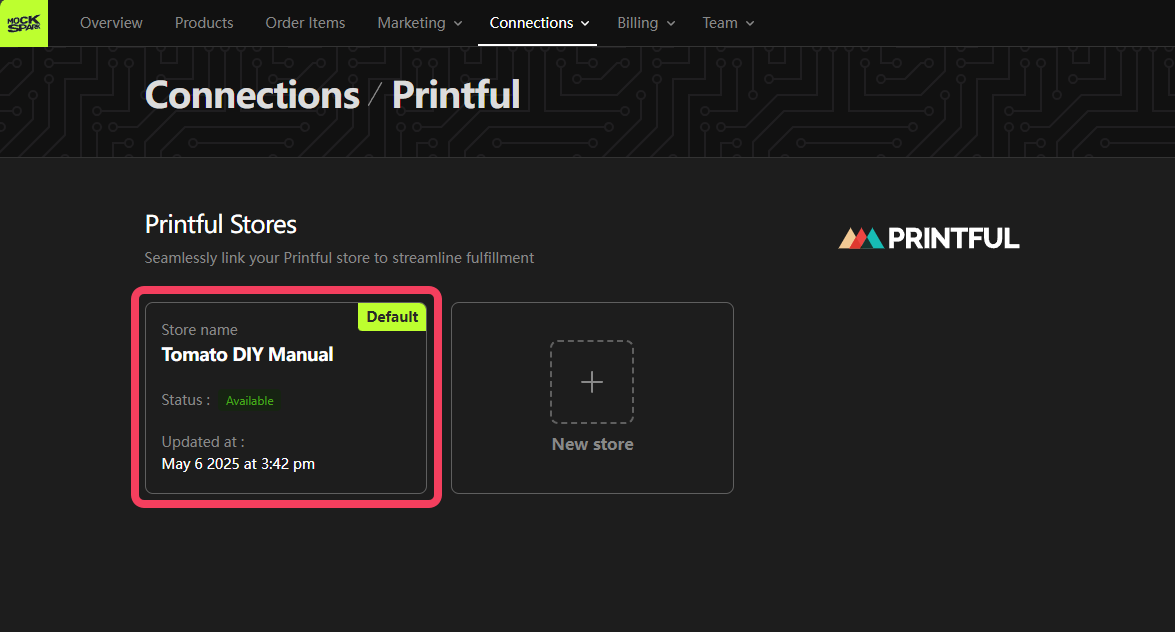 MOCK
SPARK
Overview Products Order Items Marketing Connections Billing Team
Connections / Printful
Printful Stores
Seamlessly link your Printful store to streamline fulfillment
PRINTFUL
Default
Store name
Tomato DIY Manual
Status : Available
Updated at :
May 6 2025 at 3:42 pm
New store